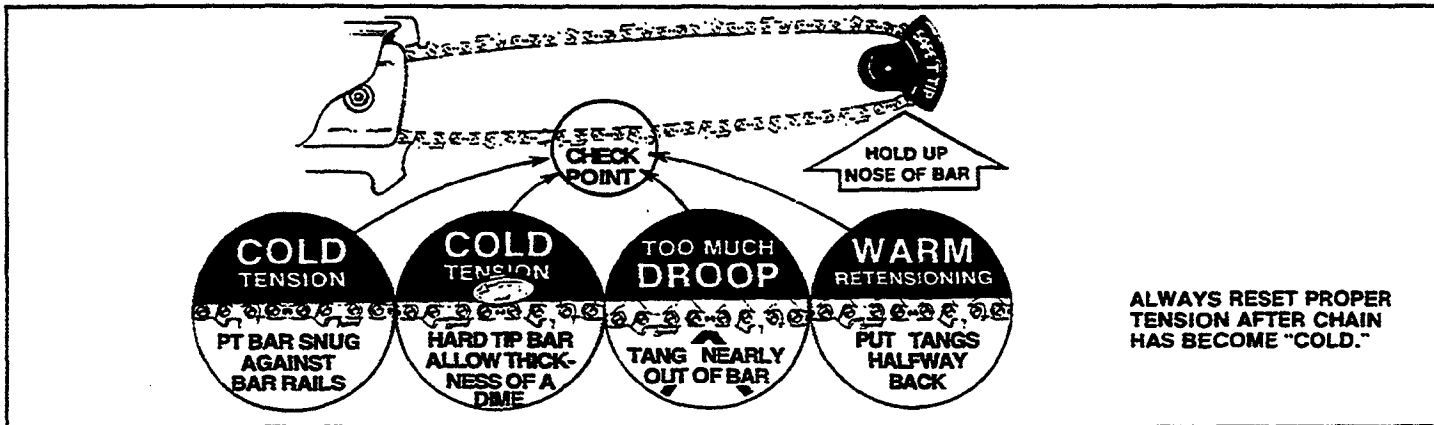 SAFE T TIP
CHECK
POINT
HOLD UP
NOSE OF BAR
COLD
TENSION
PT BAR SNUG
AGAINST
BAR RAILS
COLD
TENSION
HARD TIP BAR
ALLOW THICK-
NESS OF A
DIME
TOO MUCH
DROOP
TANG NEARLY
OUT OF BAR
WARM
RETENSIONING
PUT TANGS
HALFWAY
BACK
ALWAYS RESET PROPER
TENSION AFTER CHAIN
HAS BECOME "COLD."